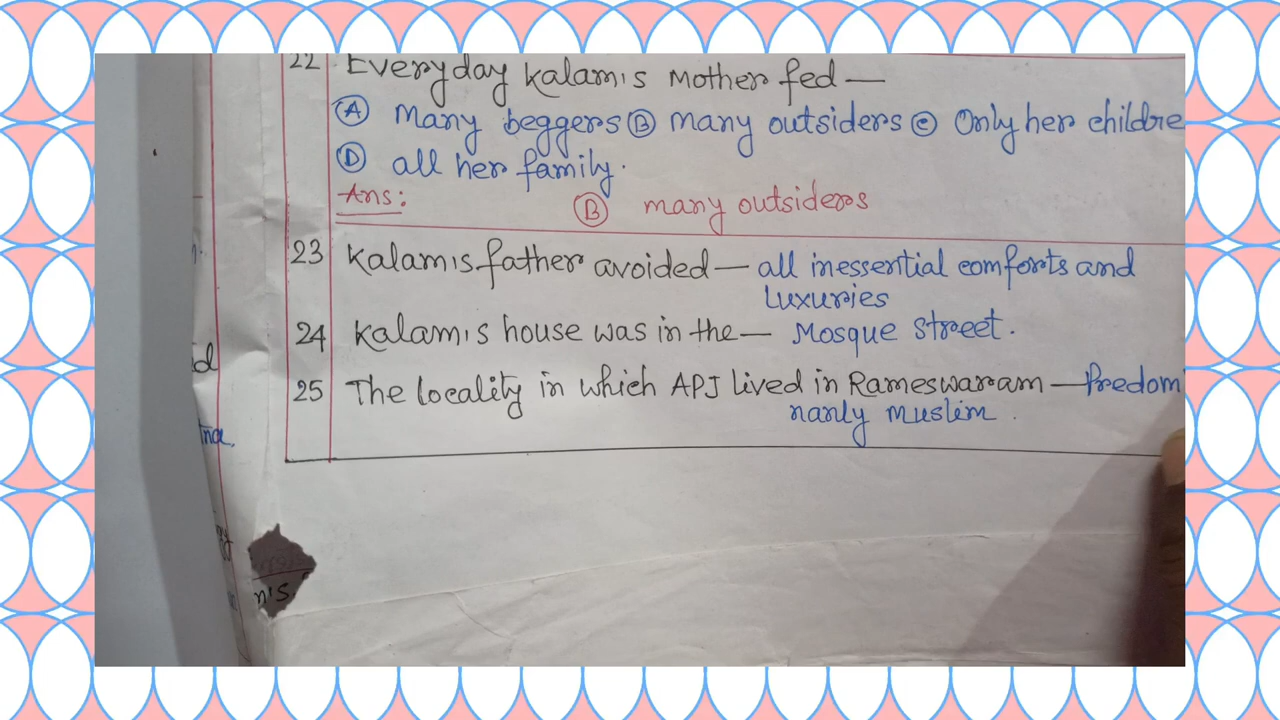 22 Everyday Kalam's Mother fed —
Ⓐ Many beggers Ⓑ many outsiders Ⓒ Only her childre
Ⓓ all her family.
Ans: Ⓑ many outsiders
23 Kalam's father avoided — all inessential comforts and
Luxuries
24 Kalam's house was in the — Mosque street.
25 The locality in which APJ lived in Rameswaram — Predom
nanly muslim.
n's.